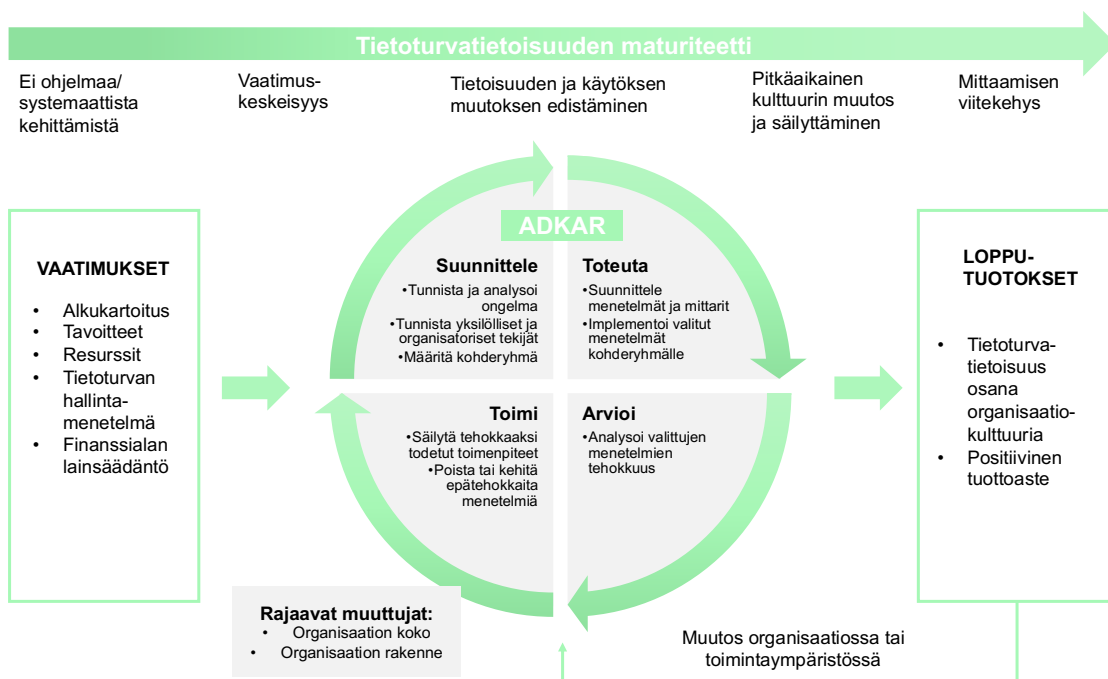 Tietoturvatietoisuuden maturiteetti
Ei ohjelmaa/
systemaattista
kehittämistä
Vaatimus-
keskeisyys
Tietoisuuden ja käytöksen
muutoksen edistäminen
Pitkäaikainen
kulttuurin muutos
ja säilyttäminen
Mittaamisen
viitekehys
VAATIMUKSET
• Alkukartoitus
• Tavoitteet
• Resurssit
• Tietoturvan
hallinta-
menetelmä
• Finanssialan
lainsäädäntö
ADKAR
Suunnittele
•Tunnista ja analysoi
ongelma
•Tunnista yksilölliset ja
organisatoriset tekijät
•Määritä kohderyhmä
Toteuta
•Suunnittele
menetelmät ja mittarit
•Implementoi valitut
menetelmät
kohderyhmälle
Toimi
•Säilytä tehokkaaksi
todetut toimenpiteet
•Poista tai kehitä
epätehokkaita
menetelmiä
Arvioi
•Analysoi valittujen
menetelmien
tehokkuus
LOPPU-
TUOTOKSET
• Tietoturva-
tietoisuus
osana
organisaatio-
kulttuuria
• Positiivinen
tuottoaste
Rajaavat muuttujat:
• Organisaation koko
• Organisaation rakenne
Muutos organisaatiossa tai
toimintaympäristössä